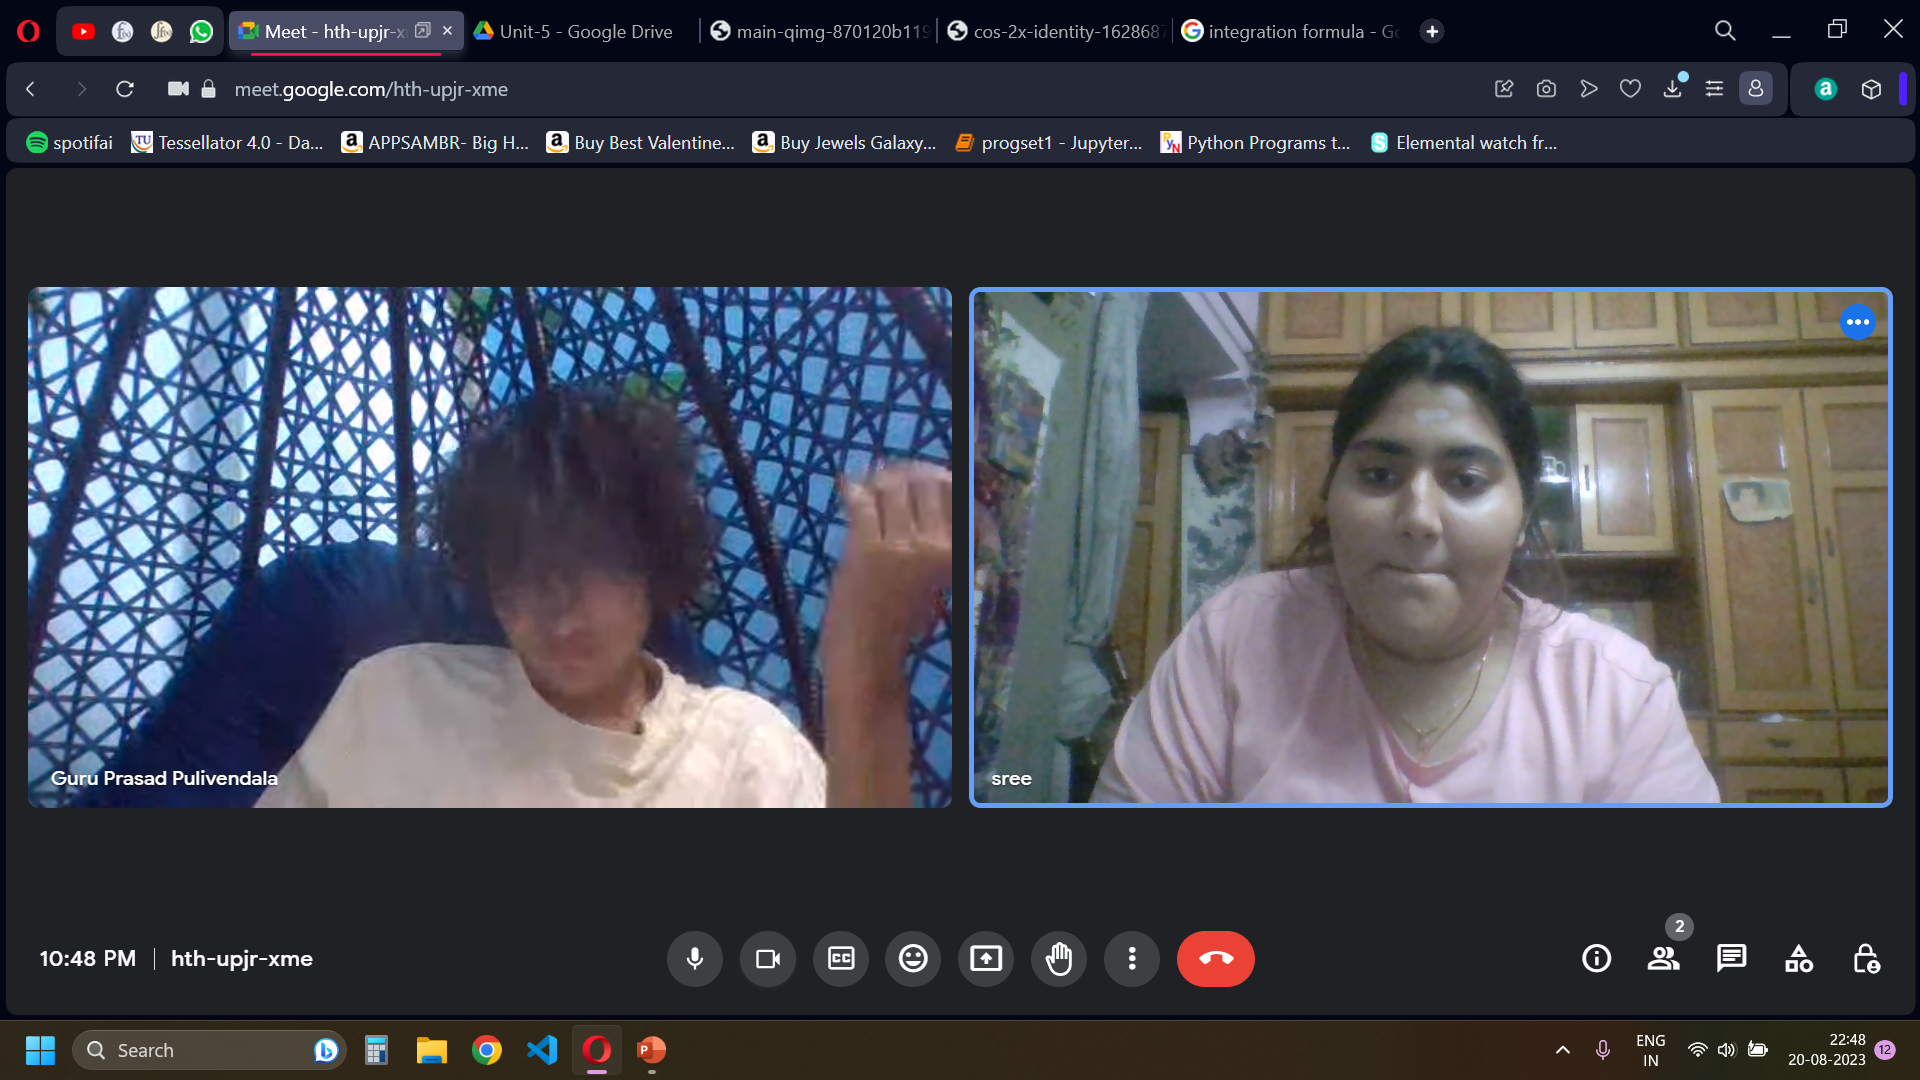 Meet - hth-upjr-x
Unit-5 - Google Drive
main-qimg-870120b119
cos-2x-identity-162868
integration formula - Go
meet.google.com/hth-upjr-xme
spotifai
Tessellator 4.0 - Da...
APPSAMBR- Big H...
Buy Best Valentine...
Buy Jewels Galaxy...
progset1 - Jupyter...
Python Programs t...
Elemental watch fr...
Guru Prasad Pulivendala
sree
10:48 PM
hth-upjr-xme
CC
2
Search
ENG
IN
22:48
20-08-2023
12